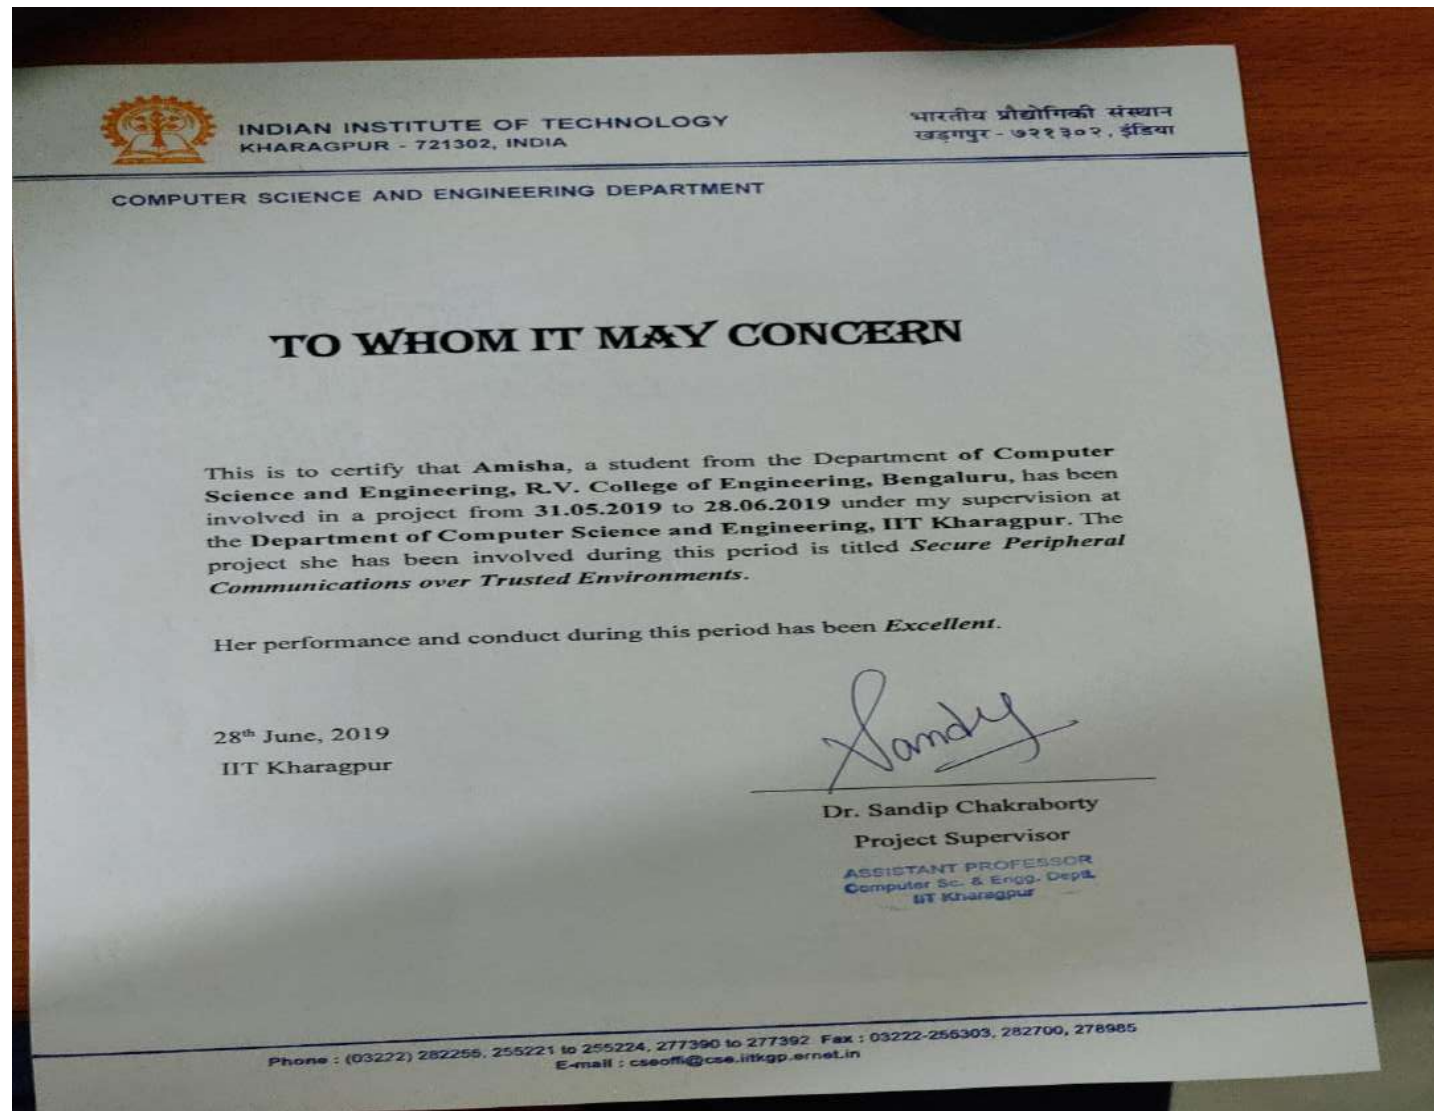 INDIAN INSTITUTE OF TECHNOLOGY
KHARAGPUR - 721302, INDIA
भारतीय प्रौद्योगिकी संस्थान
खड़गपुर - ७२१३०२, इंडिया
COMPUTER SCIENCE AND ENGINEERING DEPARTMENT
TO WHOM IT MAY CONCERN
This is to certify that Amisha, a student from the Department of Computer
Science and Engineering, R.V. College of Engineering, Bengaluru, has been
involved in a project from 31.05.2019 to 28.06.2019 under my supervision at
the Department of Computer Science and Engineering, IIT Kharagpur. The
project she has been involved during this period is titled Secure Peripheral
Communications over Trusted Environments.
Her performance and conduct during this period has been Excellent.
28th June, 2019
IIT Kharagpur
Sandip
Dr. Sandip Chakraborty
Project Supervisor
ASSISTANT PROFESSOR
Computer Sc. & Engg. Deptt.
IIT Kharagpur
Phone : (03222) 282255, 255221 to 255224, 277390 to 277392 Fax : 03222-255303, 282700, 278985
E-mail : cseoffi@cse.iitkgp.ernet.in